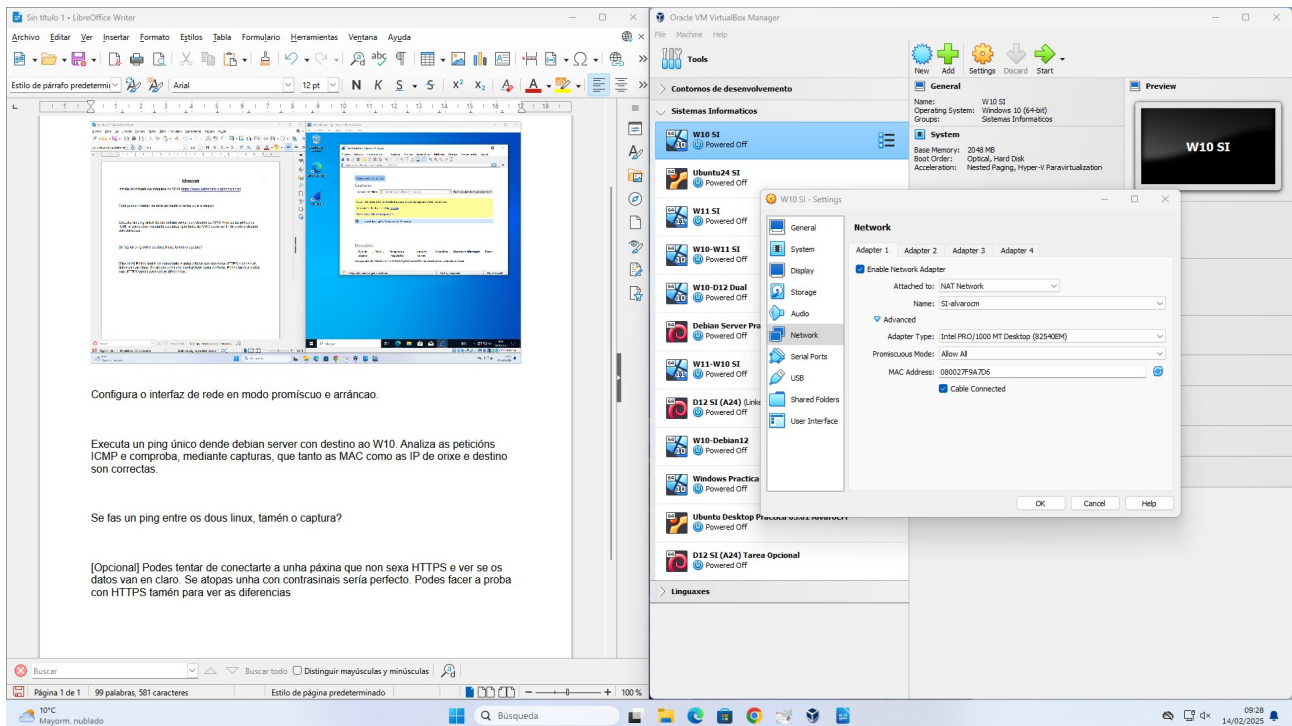 Sin título 1 • LibreOffice Writer
Archivo Editar Ver Insertar Formato Estilos Tabla Formulario Herramientas Ventana Ayuda
Estilo de párrafo predetermi
Arial
12 pt
N K S S X² X₂ A A
Configura o interfaz de rede en modo promíscuo e arráncao.
Executa un ping único dende debian server con destino ao W10. Analiza as peticións
ICMP e comproba, mediante capturas, que tanto as MAC como as IP de orixe e destino
son correctas.
Se fas un ping entre os dous linux, tamén o captura?
[Opcional] Podes tentar de conectarte a unha páxina que non sexa HTTPS e ver se os
datos van en claro. Se atopas unha con contrasinais sería perfecto. Podes facer a proba
con HTTPS tamén para ver as diferencias
Buscar
Buscar todo
Distinguir mayúsculas y minúsculas
Página 1 de 1
99 palabras, 581 caracteres
Estilo de página predeterminado
100 %
Oracle VM VirtualBox Manager
File Machine Help
Tools
New Add Settings Discard Start
Contornos de desenvolvemento
Sistemas Informaticos
W10 SI
Powered Off
Ubuntu24 SI
Powered Off
W11 SI
Powered Off
W10-W11 SI
Powered Off
W10-D12 Dual
Powered Off
Debian Server Pra
Powered Off
W11-W10 SI
Powered Off
D12 SI (A24) (Linke
Powered Off
W10-Debian12
Powered Off
Windows Practica
Powered Off
Ubuntu Desktop
Powered Off
D12 SI (A24) Tarea Opcional
Powered Off
Linguaxes
General
Name: W10 SI
Operating System: Windows 10 (64-bit)
Groups: Sistemas Informaticos
System
Base Memory: 2048 MB
Boot Order: Optical, Hard Disk
Acceleration: Nested Paging, Hyper-V Paravirtualization
Preview
W10 SI
W10 SI - Settings
General
System
Display
Storage
Audio
Network
Serial Ports
USB
Shared Folders
User Interface
Network
Adapter 1 Adapter 2 Adapter 3 Adapter 4
Enable Network Adapter
Attached to: NAT Network
Name: SI-alvarocm
Advanced
Adapter Type: Intel PRO/1000 MT Desktop (82540EM)
Promiscuous Mode: Allow All
MAC Address: 080027F9A7D6
Cable Connected
OK Cancel Help
10°C
Mayorm. nublado
Búsqueda
09:28
14/02/2025